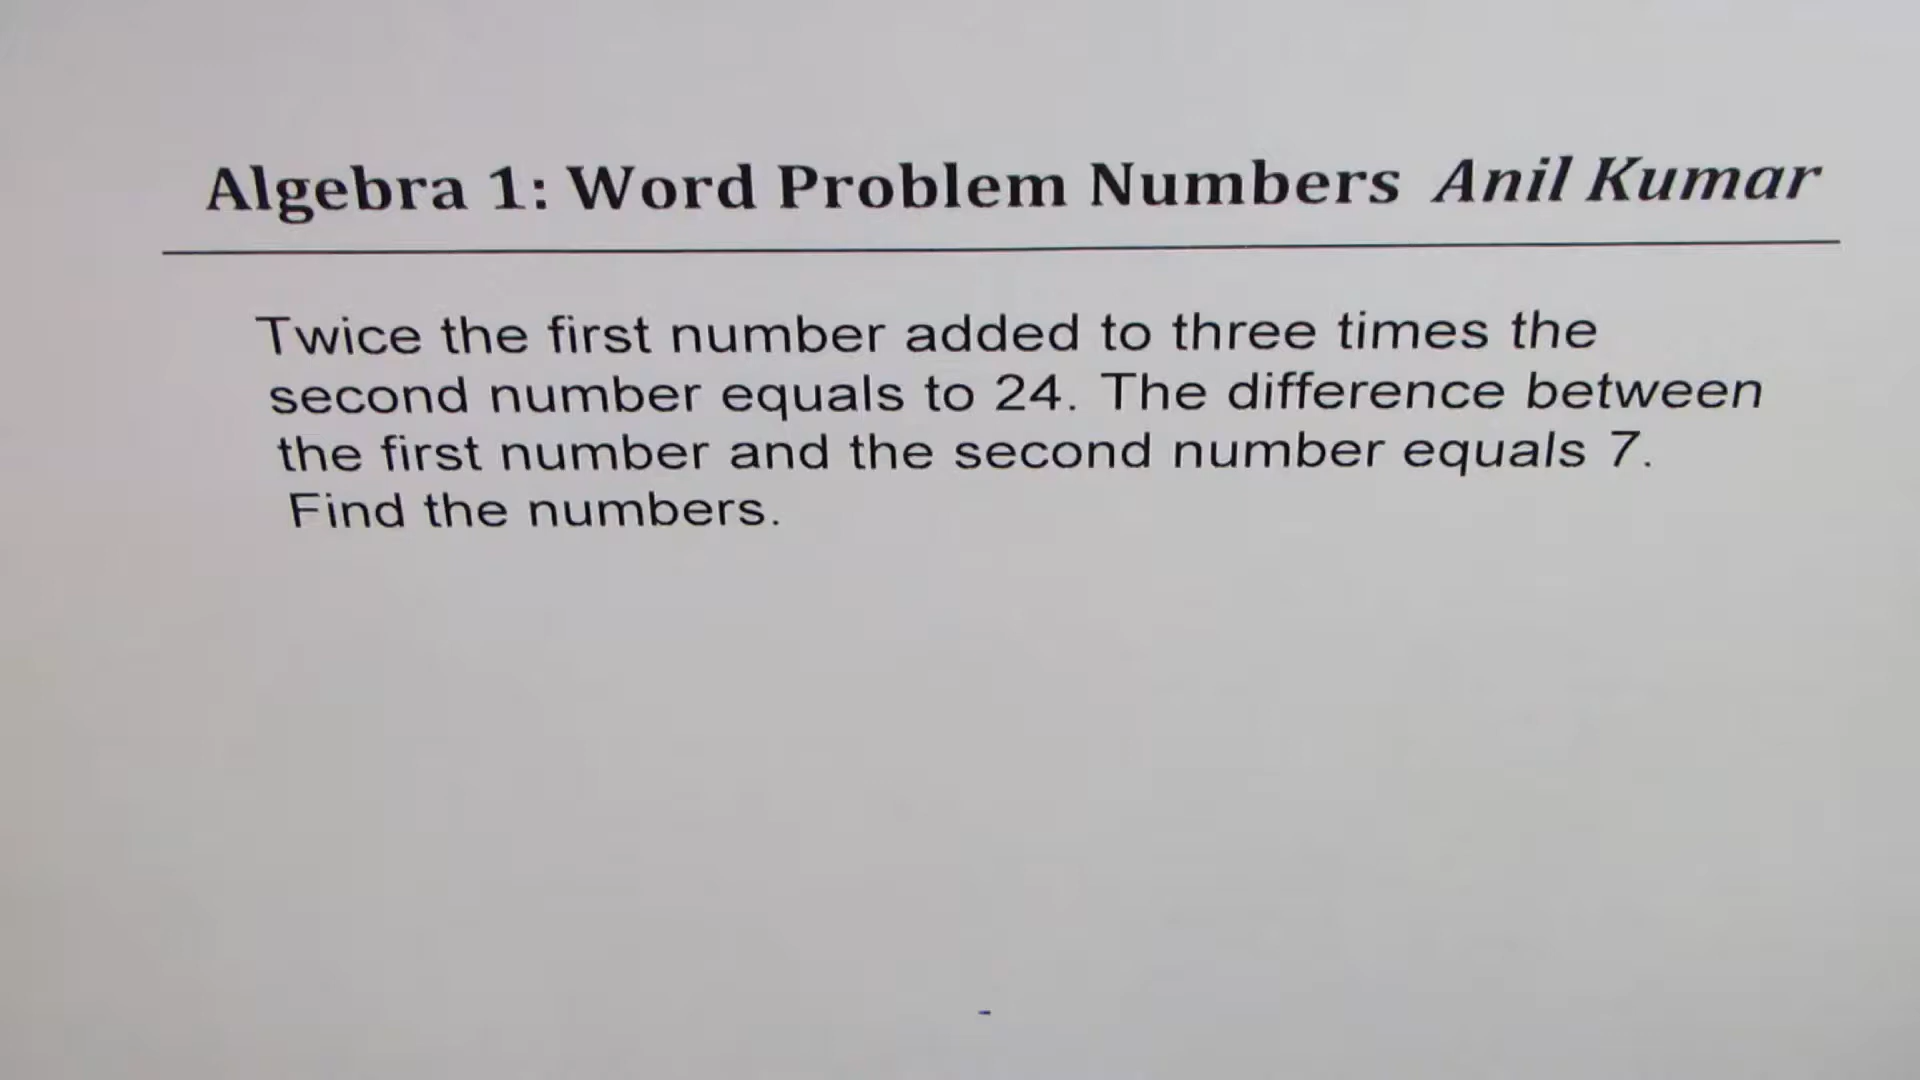 Algebra 1: Word Problem Numbers Anil Kumar
Twice the first number added to three times the
second number equals to 24. The difference between
the first number and the second number equals 7.
Find the numbers.